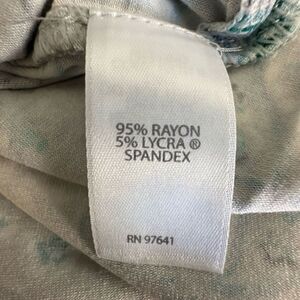 95% RAYON
5% LYCRA ®
SPANDEX
RN 97641